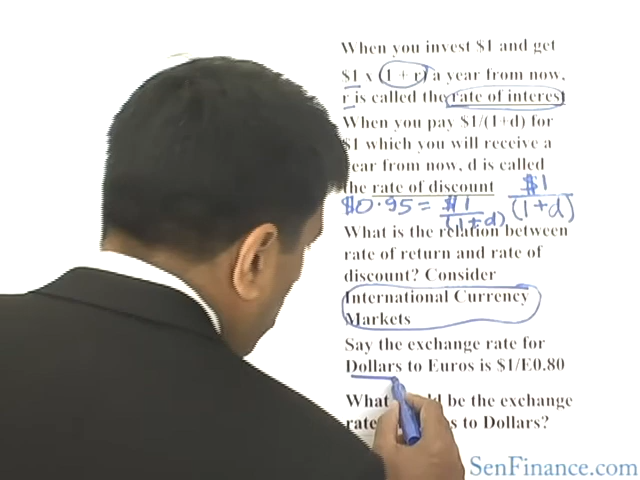 When you invest $1 and get
$1 x (1 + r) a year from now,
r is called the rate of interest
When you pay $1/(1+d) for
$1 which you will receive a
year from now, d is called
the rate of discount $1/(1+d)
$0.95 = $1/(1+d)
What is the relation between
rate of return and rate of
discount? Consider
International Currency
Markets
Say the exchange rate for
Dollars to Euros is $1/E0.80
What be the exchange
rate to Dollars?
SenFinance.com